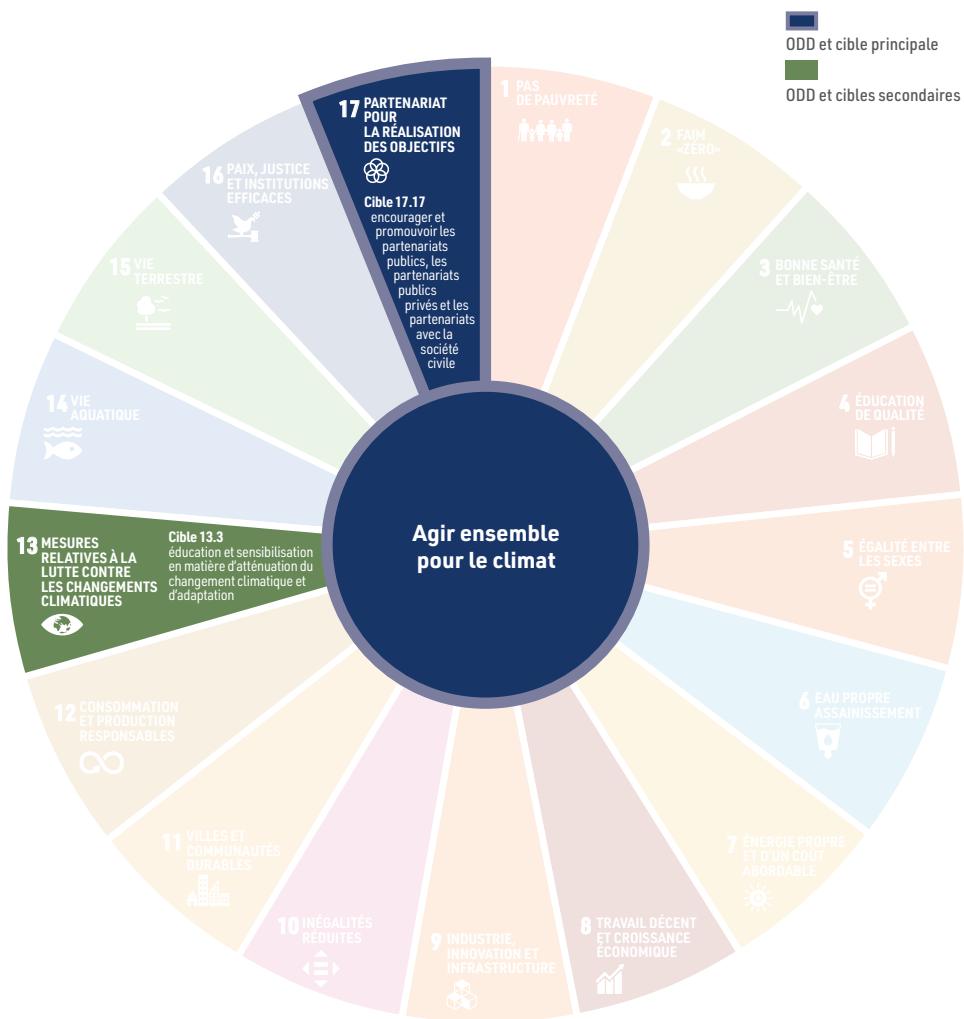 ODD et cible principale
ODD et cibles secondaires
1 PAS
DE PAUVRETÉ
2 FAIM
«ZÉRO»
3 BONNE SANTÉ
ET BIEN-ÊTRE
4 ÉDUCATION
DE QUALITÉ
5 ÉGALITÉ ENTRE
LES SEXES
6 EAU PROPRE
ASSAINISSEMENT
7 ÉNERGIE PROPRE
ET D'UN COÛT
ABORDABLE
8 TRAVAIL DÉCENT
ET CROISSANCE
ÉCONOMIQUE
9 INDUSTRIE,
INNOVATION ET
INFRASTRUCTURE
10 INÉGALITÉS
RÉDUITES
11 VILLES ET
COMMUNAUTÉS
DURABLES
12 CONSOMMATION
ET PRODUCTION
RESPONSABLES
13 MESURES
RELATIVES À LA
LUTTE CONTRE
LES CHANGEMENTS
CLIMATIQUES
Cible 13.3
éducation et sensibilisation
en matière d'atténuation du
changement climatique et
d'adaptation
14 VIE
AQUATIQUE
15 VIE
TERRESTRE
16 PAIX, JUSTICE
ET INSTITUTIONS
EFFICACES
17 PARTENARIAT
POUR
LA RÉALISATION
DES OBJECTIFS
Cible 17.17
encourager et
promouvoir les
partenariats
publics, les
partenariats
publics
privés et les
partenariats
avec la
société
civile
Agir ensemble
pour le climat